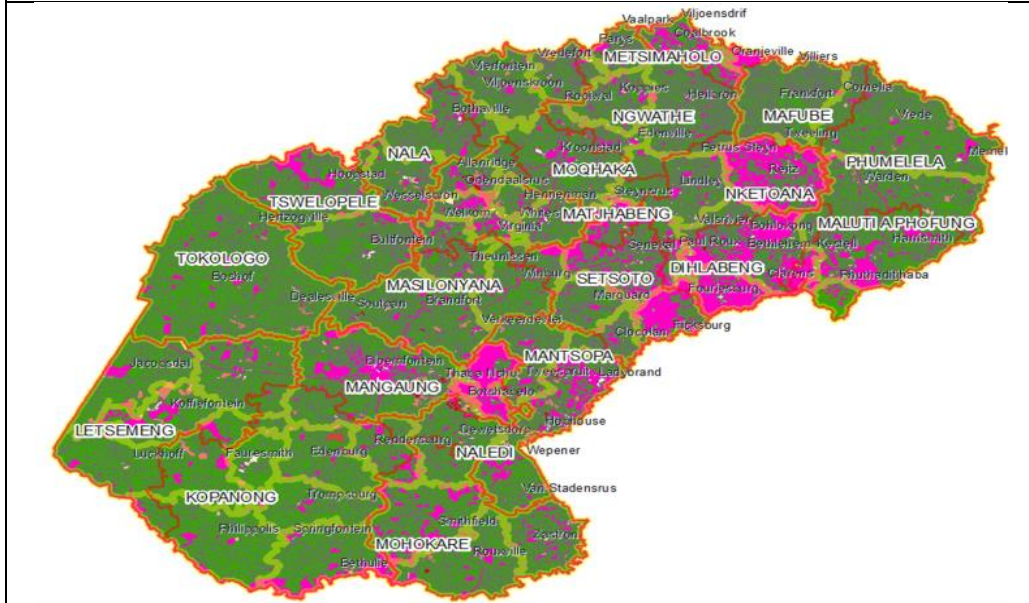 Viljoensdrif
Vaalpark
Coalbrook
Parys
Oranjeville
Villiers
Vredefort
METSIMAHOLO
Vierfontein
Viljoenskroon
Rooiwal
Koppies
Heilbron
Frankfort
Cornelia
Bothaville
NGWATHE
MAFUBE
Vrede
Edenville
Tweeling
Kroonstad
Petrus Steyn
Memel
NALA
Allanridge
MOQHAKA
Reitz
PHUMELELA
Hoopstad
Odendaalsrus
Warden
Lindley
Wesselsbron
Hennenman
Steynsrus
NKETOANA
TSWELOPELE
Hertzogville
Welkom
MATJHABENG
Virginia
MALUTI A PHOFUNG
Bohlokong
Bultfontein
Senekal
Paul Roux
Bethlehem
Kestell
Harrismith
TOKOLOGO
Theunissen
Boshof
Winburg
SETSOTO
DIHLABENG
Clarens
Phuthaditjhaba
MASILONYANA
Fouriesburg
Dealesville
Soutpan
Brandfort
Marquard
Verkeerdevlei
Clocolan
Ficksburg
MANTSOPA
Jacobsdal
Thaba Nchu
Tweespruit
Ladybrand
MANGAUNG
Botshabelo
Koffiefontein
Hobhouse
LETSEMENG
Dewetsdorp
Reddersburg
Luckhoff
Fauresmith
Edenburg
NALEDI
Wepener
KOPANONG
Trompsburg
Van Stadensrus
Philippolis
Springfontein
Smithfield
MOHOKARE
Zastron
Rouxville
Bethulie